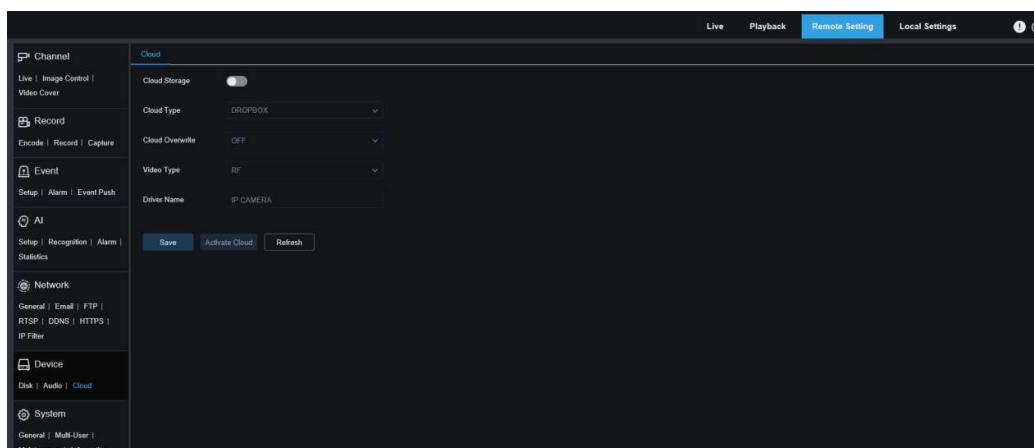 Live Playback Remote Setting Local Settings
Channel
Live | Image Control |
Video Cover
Record
Encode | Record | Capture
Event
Setup | Alarm | Event Push
AI
Setup | Recognition | Alarm |
Statistics
Network
General | Email | FTP |
RTSP | DDNS | HTTPS |
IP Filter
Device
Disk | Audio | Cloud
System
General | Multi-User |
Cloud
Cloud Storage
Cloud Type DROPBOX
Cloud Overwrite OFF
Video Type RF
Driver Name IP CAMERA
Save Activate Cloud Refresh